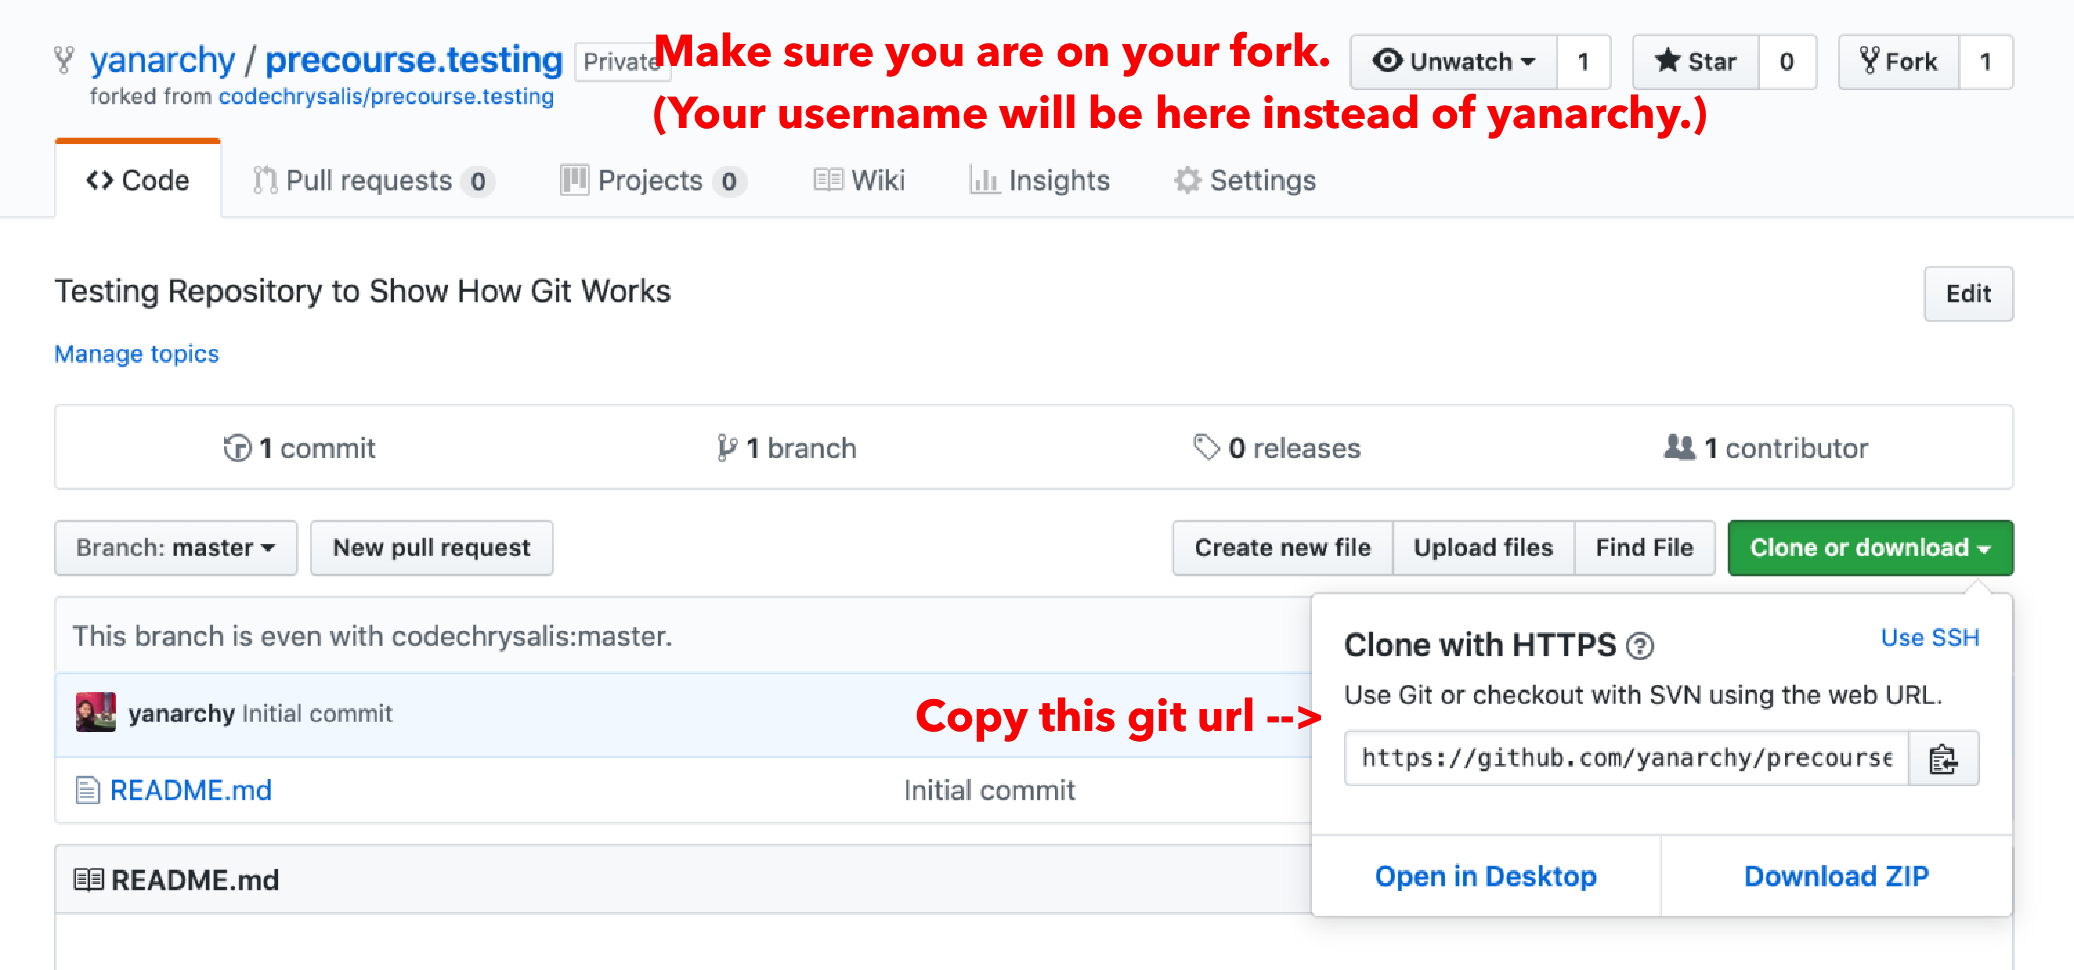 yanarchy / precourse.testing Private
Make sure you are on your fork.
Unwatch 1 Star 0 Fork 1
forked from codechrysalis/precourse.testing
(Your username will be here instead of yanarchy.)
<> Code Pull requests 0 Projects 0 Wiki Insights Settings
Testing Repository to Show How Git Works
Edit
Manage topics
1 commit 1 branch 0 releases 1 contributor
Branch: master New pull request Create new file Upload files Find File Clone or download
This branch is even with codechrysalis:master.
Clone with HTTPS ? Use SSH
Use Git or checkout with SVN using the web URL.
yanarchy Initial commit
Copy this git url -->
https://github.com/yanarchy/precourse
README.md Initial commit
Open in Desktop Download ZIP
README.md